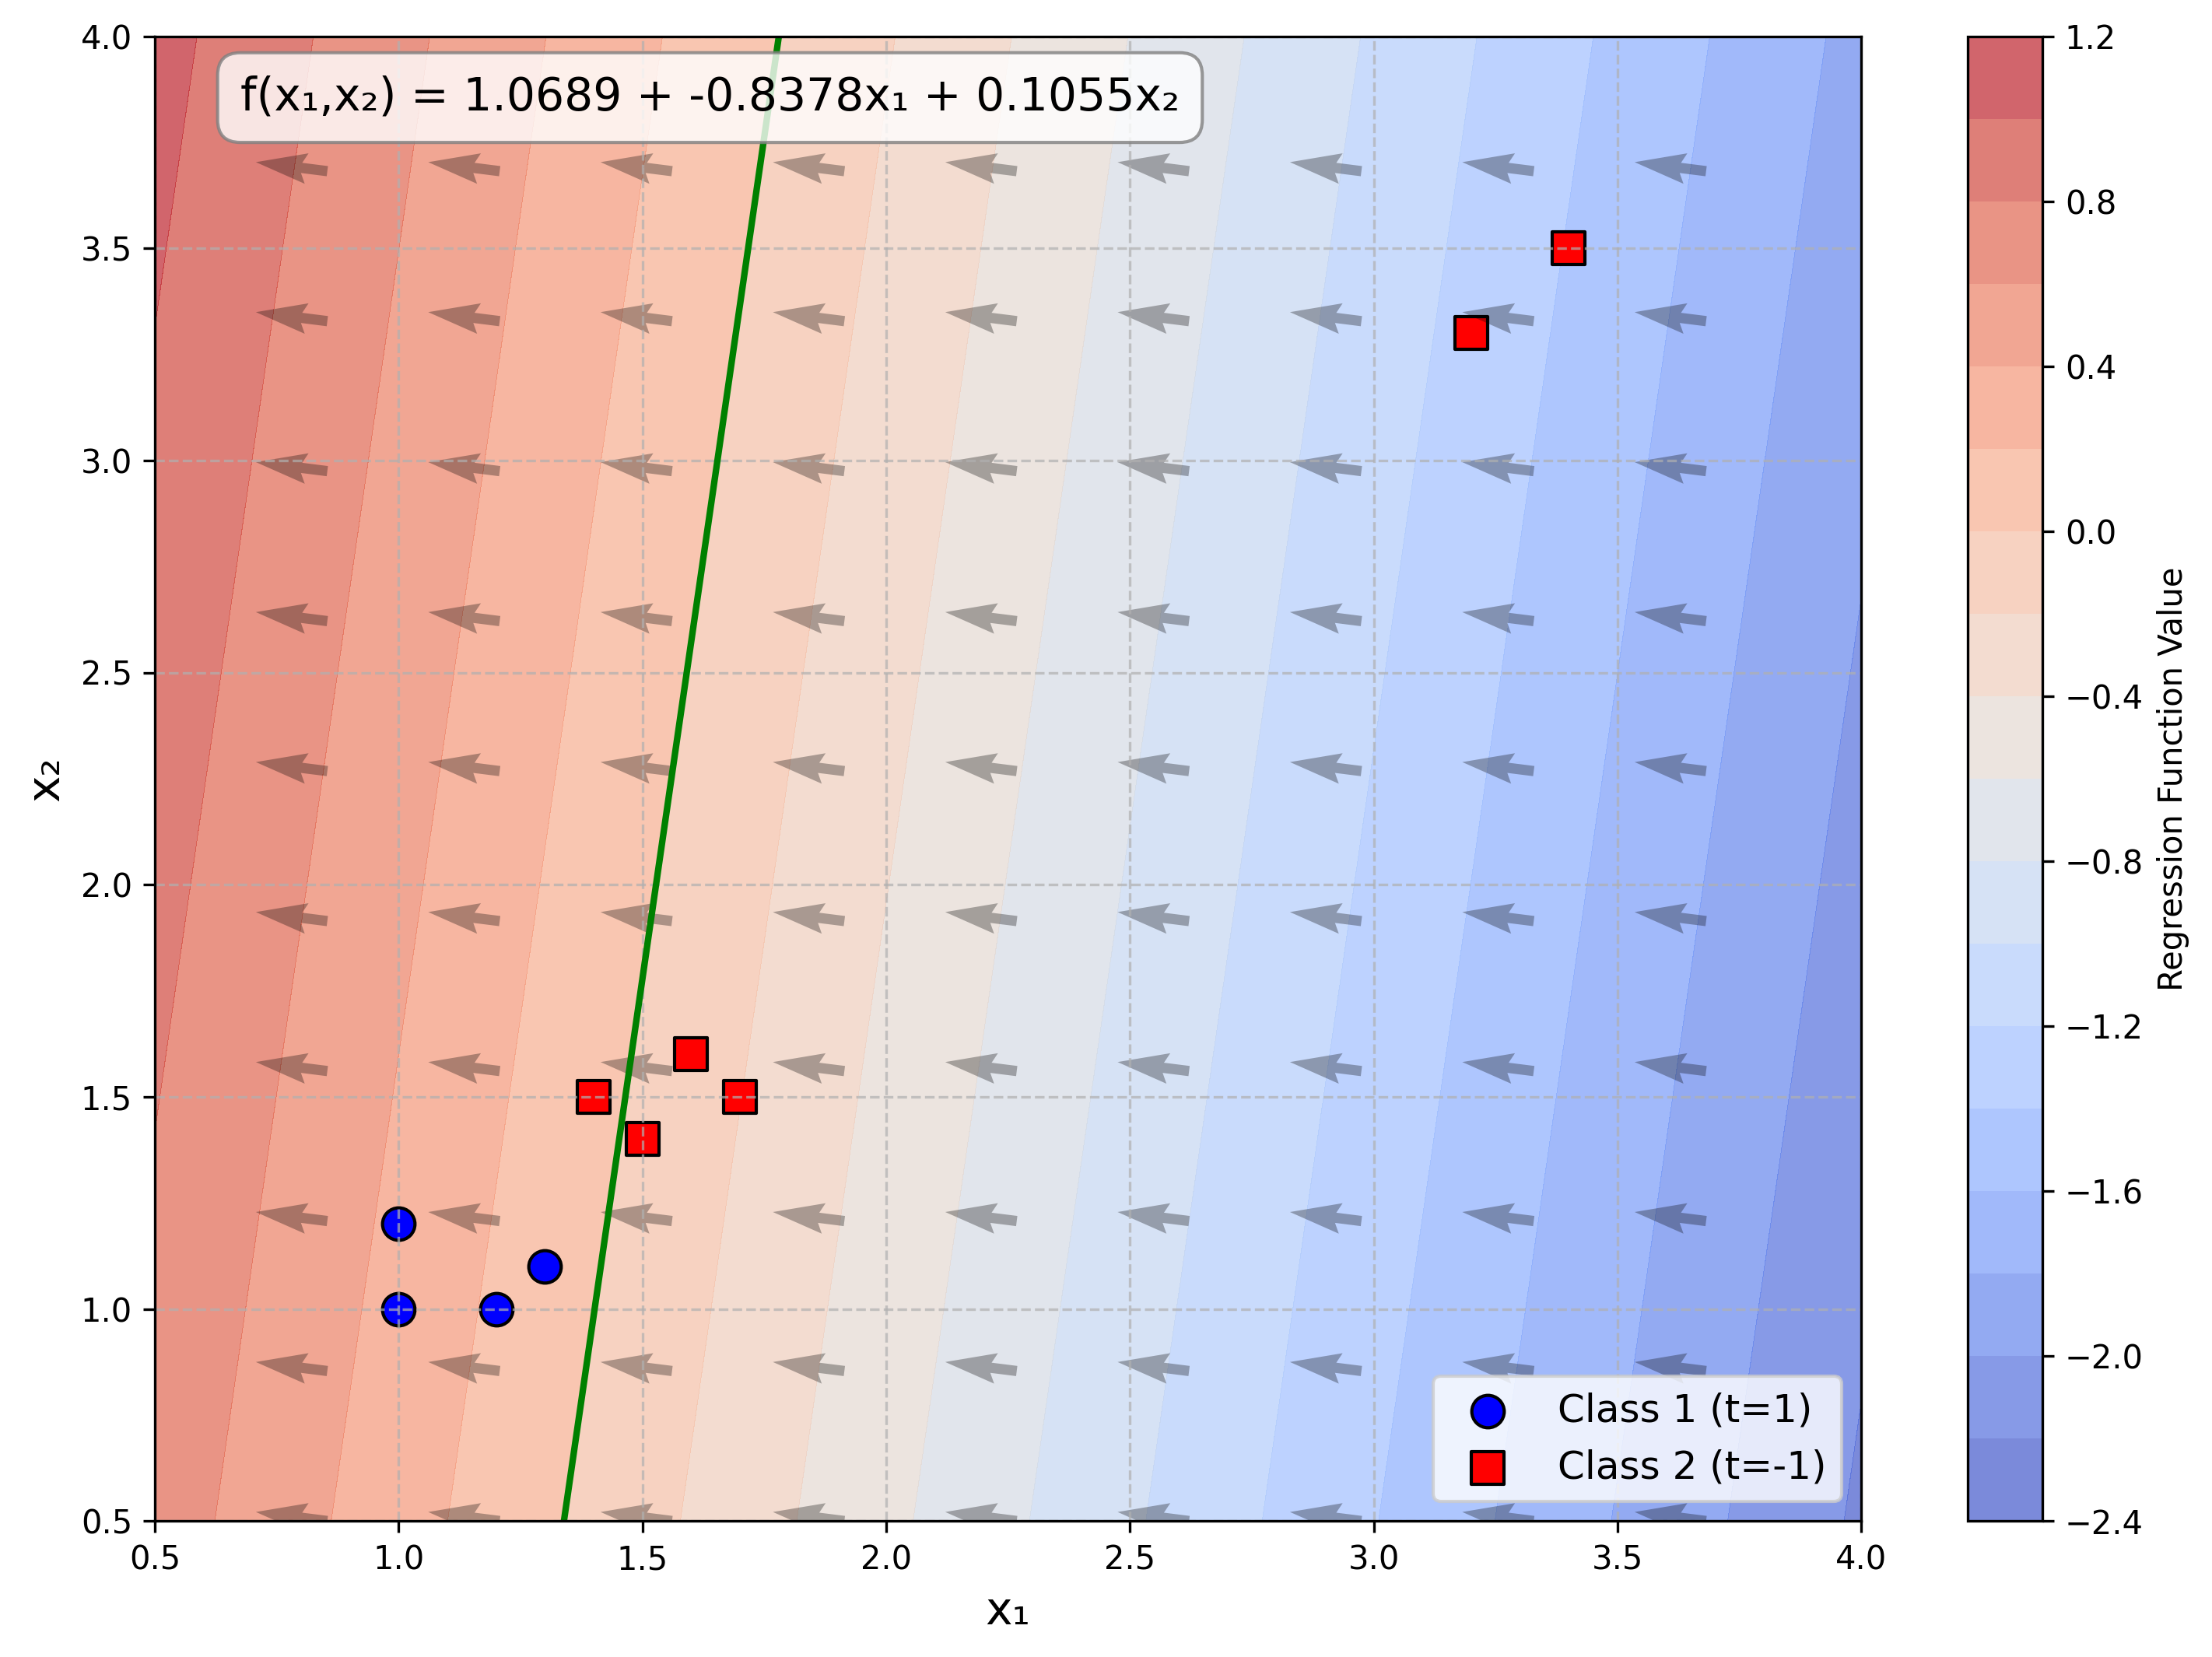 f(x₁,x₂) = 1.0689 + -0.8378x₁ + 0.1055x₂
4.0
3.5
3.0
2.5
2.0
1.5
1.0
0.5
x₂
0.5 1.0 1.5 2.0 2.5 3.0 3.5 4.0
x₁
Class 1 (t=1)
Class 2 (t=-1)
1.2
0.8
0.4
0.0
−0.4
−0.8
−1.2
−1.6
−2.0
−2.4
Regression Function Value